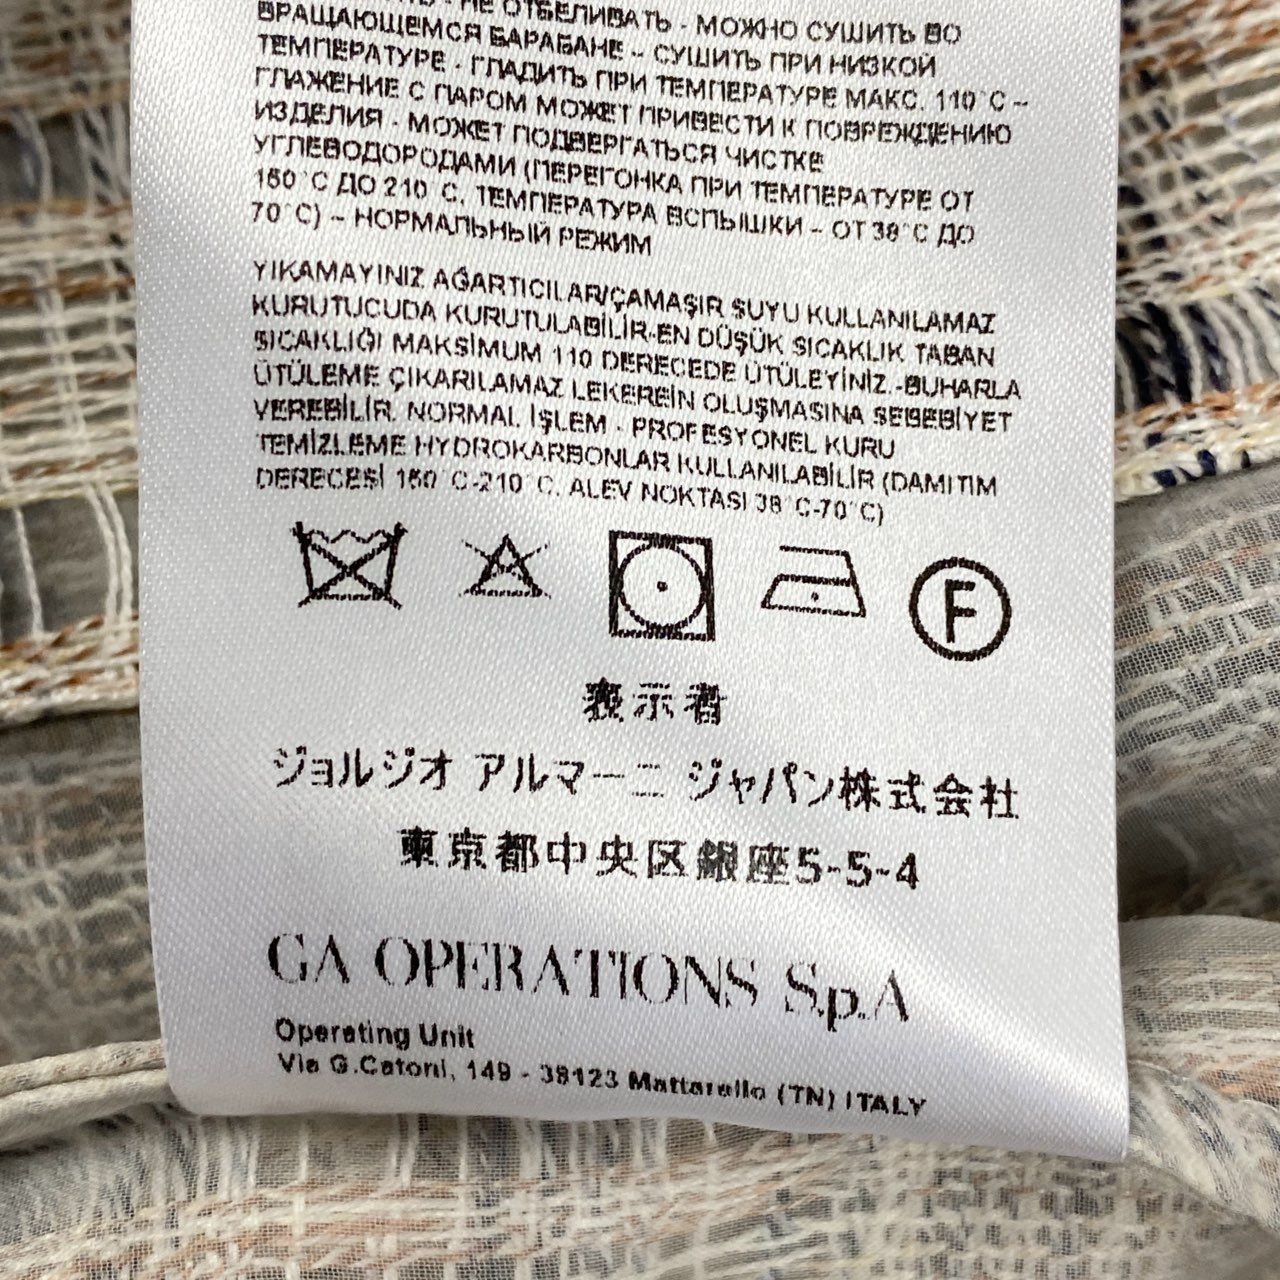 - НЕ ОТБЕЛИВАТЬ - МОЖНО СУШИТЬ ВО
ВРАЩАЮЩЕМСЯ БАРАБАНЕ – СУШИТЬ ПРИ НИЗКОЙ
ТЕМПЕРАТУРЕ - ГЛАДИТЬ ПРИ ТЕМПЕРАТУРЕ МАКС. 110°C –
ГЛАЖЕНИЕ С ПАРОМ МОЖЕТ ПРИВЕСТИ К ПОВРЕЖДЕНИЮ
ИЗДЕЛИЯ - МОЖЕТ ПОДВЕРГАТЬСЯ ЧИСТКЕ
УГЛЕВОДОРОДАМИ (ПЕРЕГОНКА ПРИ ТЕМПЕРАТУРЕ ОТ
150°C ДО 210°C, ТЕМПЕРАТУРА ВСПЫШКИ – ОТ 38°C ДО
70°C) – НОРМАЛЬНЫЙ РЕЖИМ
YIKAMAYINIZ AĞARTICILAR/ÇAMAŞIR SUYU KULLANILAMAZ
KURUTUCUDA KURUTULABİLİR-EN DÜŞÜK SICAKLIK TABAN
SICAKLIĞI MAKSİMUM 110 DERECEDE ÜTÜLEYİNİZ.-BUHARLA
ÜTÜLEME ÇIKARILAMAZ LEKEREİN OLUŞMASINA SEBEBİYET
VEREBİLİR. NORMAL İŞLEM - PROFESYONEL KURU
TEMİZLEME HYDROKARBONLAR KULLANILABİLİR (DAMITIM
DERECESİ 150°C-210°C, ALEV NOKTASI 38°C-70°C)
F
表示者
ジョルジオ アルマーニ ジャパン株式会社
東京都中央区銀座5-5-4
GA OPERATIONS S.p.A
Operating Unit
Via G.Catoni, 149 - 38123 Mattarello (TN) ITALY